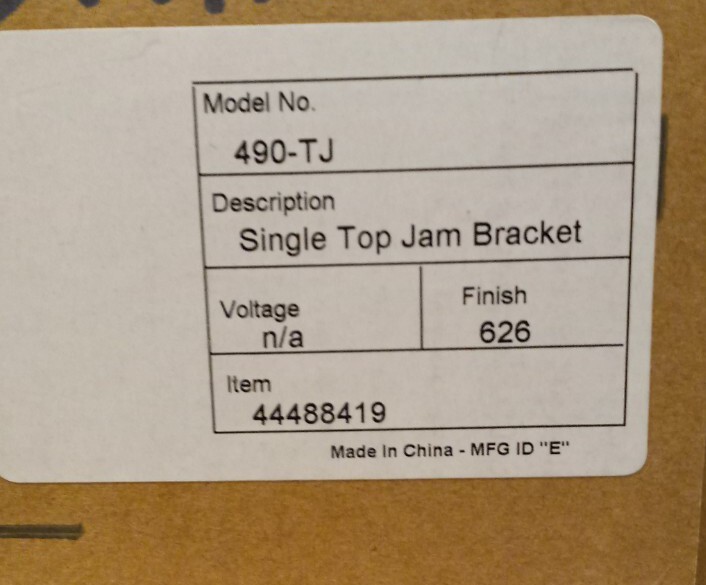 Model No.
490-TJ
Description
Single Top Jam Bracket
Voltage
n/a
Finish
626
Item
44488419
Made In China - MFG ID "E"